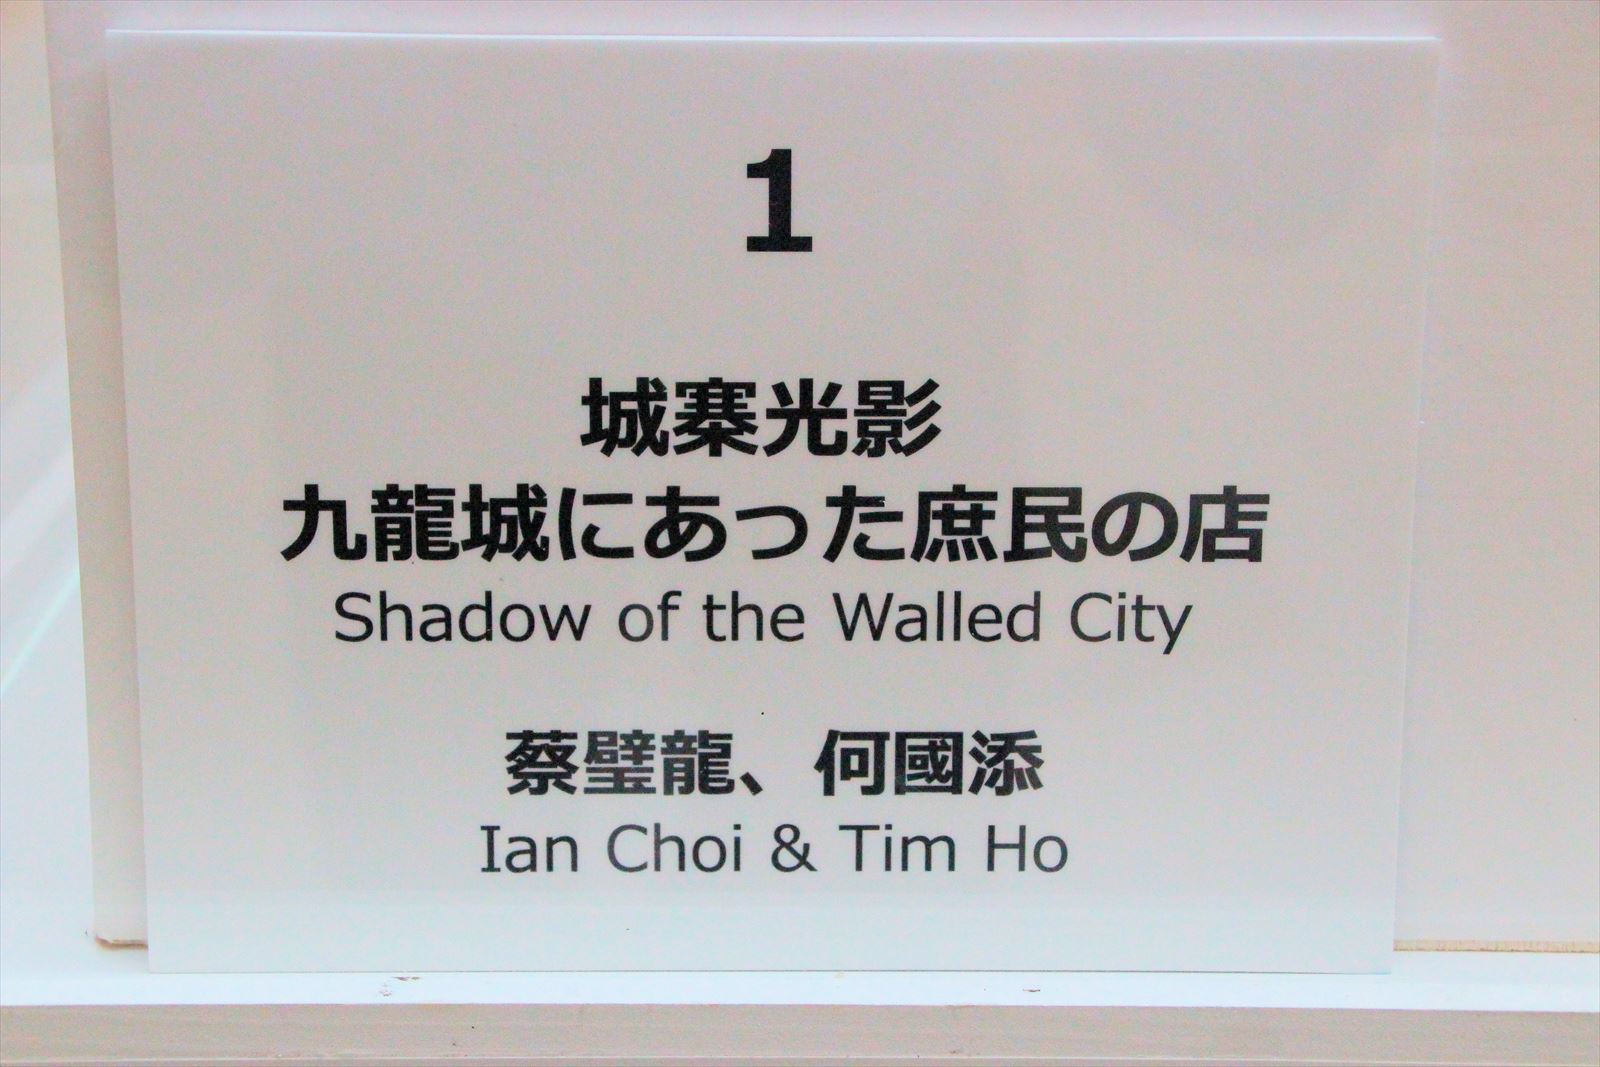 1
城寨光影
九龍城にあった庶民の店
Shadow of the Walled City
蔡璧龍、何國添
Ian Choi & Tim Ho